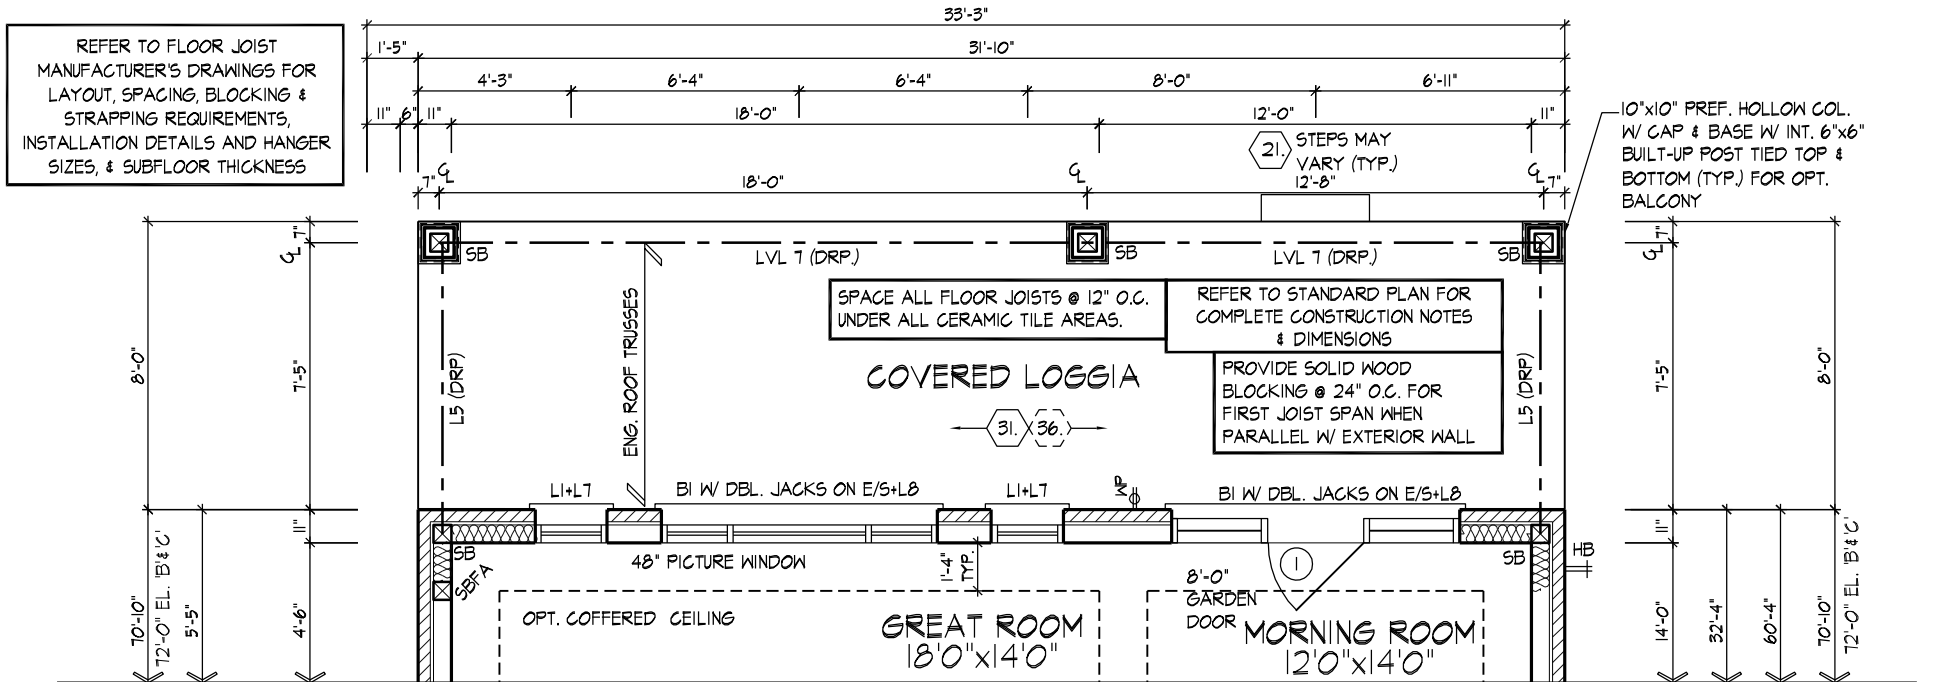 33'-3"
1'-5"
31'-10"
4'-3"
6'-4"
6'-4"
8'-0"
6'-11"
11"
6"
11"
18'-0"
12'-0"
11"
REFER TO FLOOR JOIST
MANUFACTURER'S DRAWINGS FOR
LAYOUT, SPACING, BLOCKING &
STRAPPING REQUIREMENTS,
INSTALLATION DETAILS AND HANGER
SIZES, & SUBFLOOR THICKNESS
21.
STEPS MAY
VARY (TYP.)
10"x10" PREF. HOLLOW COL.
W/ CAP & BASE W/ INT. 6"x6"
BUILT-UP POST TIED TOP &
BOTTOM (TYP.) FOR OPT.
BALCONY
7"
CL
18'-0"
CL
12'-8"
CL
7"
CL 7"
SB
LVL 7 (DRP.)
SB
LVL 7 (DRP.)
SB
CL 7"
SPACE ALL FLOOR JOISTS @ 12" O.C.
UNDER ALL CERAMIC TILE AREAS.
REFER TO STANDARD PLAN FOR
COMPLETE CONSTRUCTION NOTES
& DIMENSIONS
PROVIDE SOLID WOOD
BLOCKING @ 24" O.C. FOR
FIRST JOIST SPAN WHEN
PARALLEL W/ EXTERIOR WALL
8'-0"
7'-5"
L5 (DRP)
ENG. ROOF TRUSSES
COVERED LOGGIA
31.
36.
L5 (DRP)
7'-5"
8'-0"
L1+L7
B1 W/ DBL. JACKS ON E/S+L8
L1+L7
WP
B1 W/ DBL. JACKS ON E/S+L8
11"
SB
SBFA
48" PICTURE WINDOW
1'-4"
TYP.
1
SB
HB
11"
8'-0"
GARDEN
DOOR
OPT. COFFERED CEILING
GREAT ROOM
18'0"x14'0"
MORNING ROOM
12'0"x14'0"
70'-10"
72'-0" EL. 'B'&'C'
5'-5"
4'-6"
14'-0"
32'-4"
60'-4"
70'-10"
72'-0" EL. 'B'&'C'